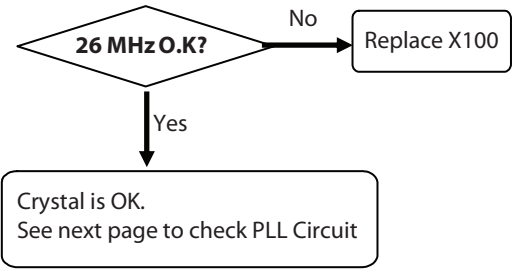 26 MHz O.K?
No
Replace X100
Yes
Crystal is OK.
See next page to check PLL Circuit